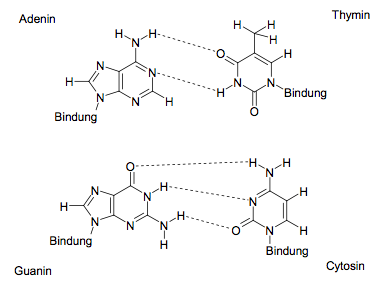 Adenin
Thymin
H N H
H
O
H
N N
H
N N H
H N N
Bindung
Bindung
O
O
H N H
N N H
H
N N N H
H
N H
O N H
Bindung
Bindung
Guanin
Cytosin